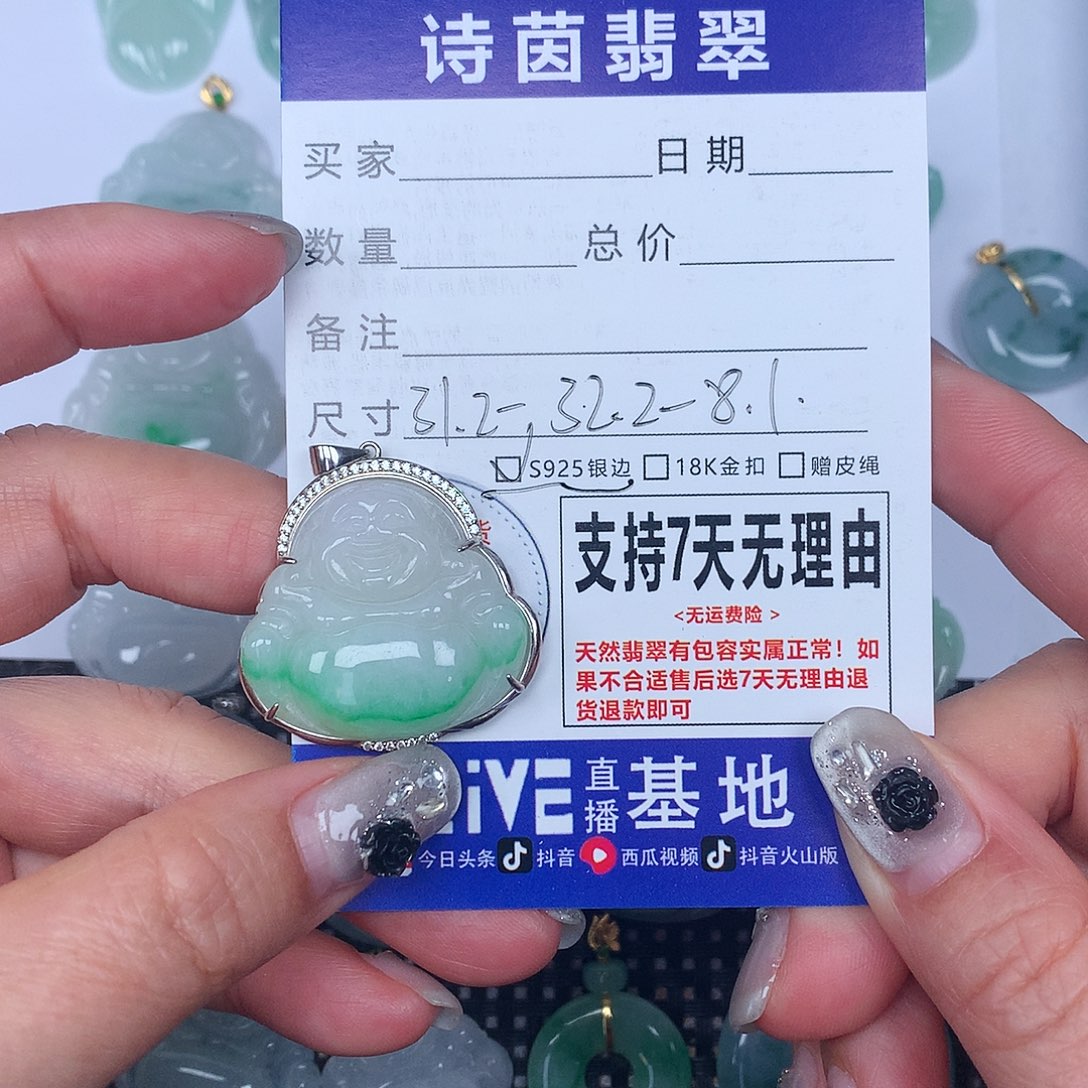 诗茵翡翠
买家 日期
数量 总价
备注
尺寸 31.2-32.2-8.1.
S925银边 18K金扣 赠皮绳
支持7天无理由
<无运费险 >
天然翡翠有包容实属正常！如
果不合适售后选7天无理由退
货退款即可
LiVE 直播 基地
今日头条 抖音 西瓜视频 抖音火山版